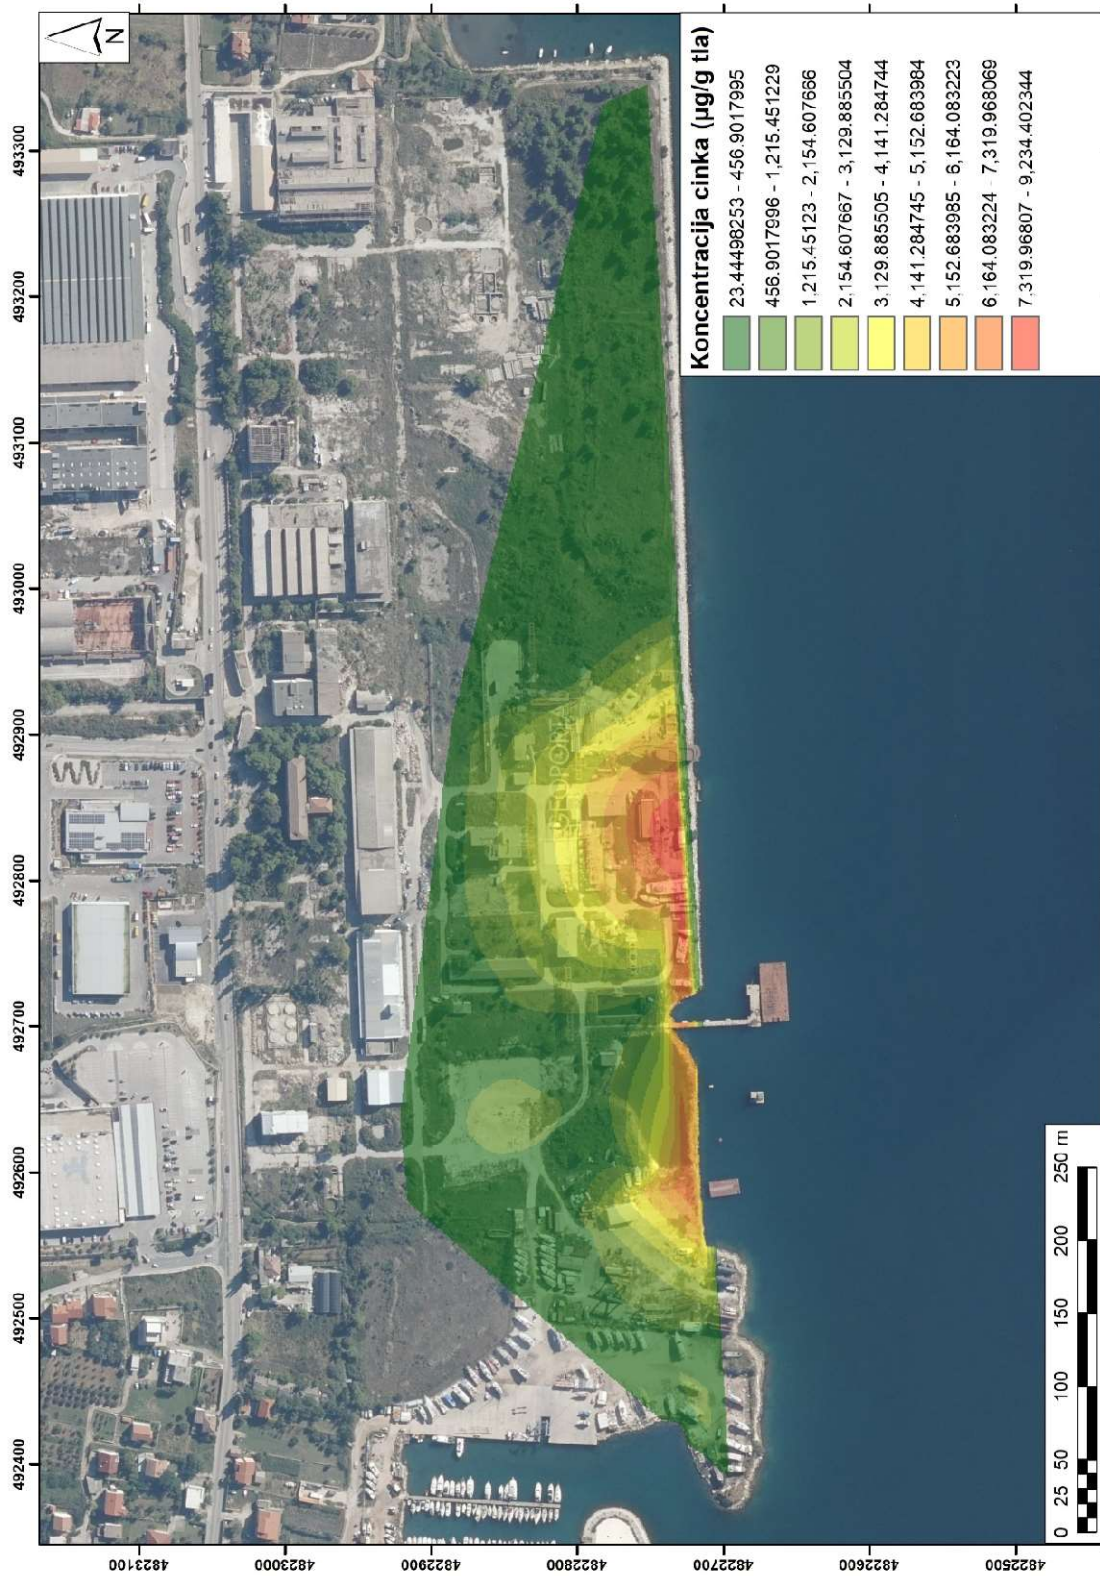 N
492400
492500
492600
492700
492800
492900
493000
493100
493200
493300
4823100
4823000
4822900
4822800
4822700
4822600
4822500
0 25 50 100 150 200 250 m
Koncentracija cinka (µg/g tla)
23.44498253 - 456.9017995
456.9017996 - 1,215.451229
1,215.45123 - 2,154.607666
2,154.607667 - 3,129.885504
3,129.885505 - 4,141.284744
4,141.284745 - 5,152.683984
5,152.683985 - 6,164.083223
6,164.083224 - 7,319.968069
7,319.96807 - 9,234.402344